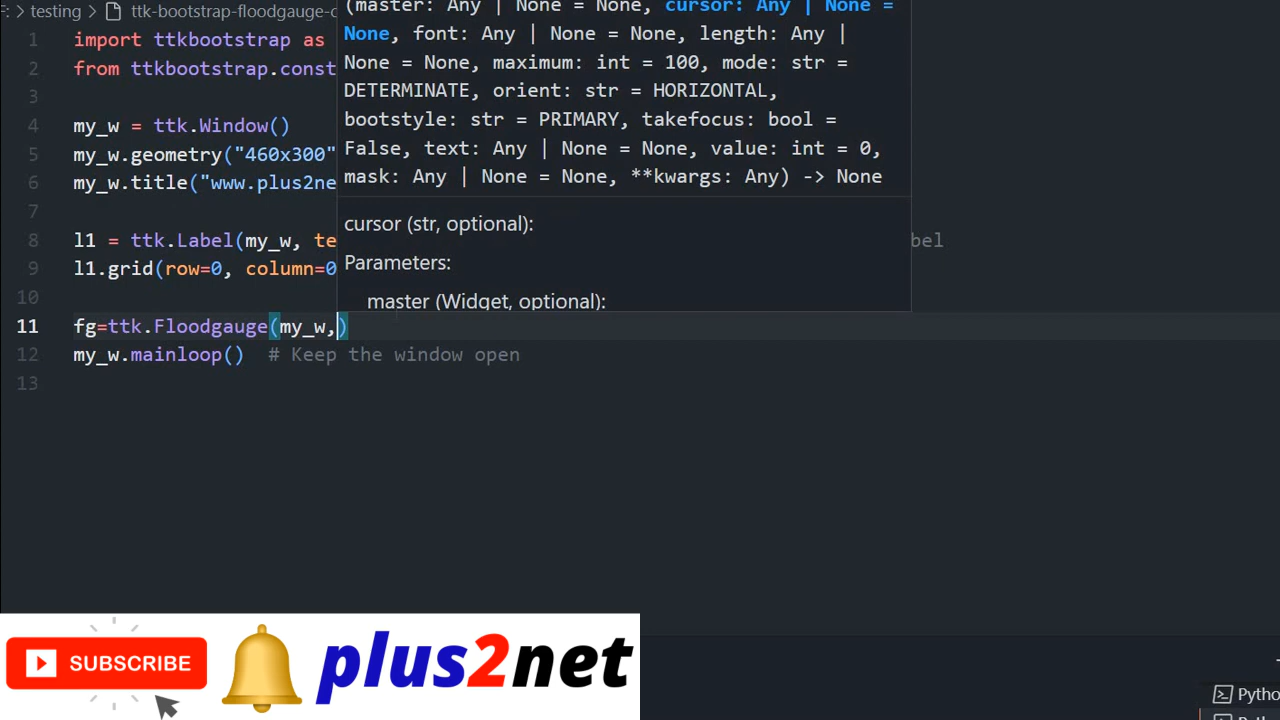 : > testing > ttk-bootstrap-floodgauge-
(master: Any | None = None, cursor: Any | None =
None, font: Any | None = None, length: Any |
None = None, maximum: int = 100, mode: str =
DETERMINATE, orient: str = HORIZONTAL,
bootstyle: str = PRIMARY, takefocus: bool =
False, text: Any | None = None, value: int = 0,
mask: Any | None = None, **kwargs: Any) -> None
cursor (str, optional):
Parameters:
master (Widget, optional):
1 import ttkbootstrap as
2 from ttkbootstrap.const
3
4 my_w = ttk.Window()
5 my_w.geometry("460x300"
6 my_w.title("www.plus2ne
7
8 l1 = ttk.Label(my_w, te bel
9 l1.grid(row=0, column=0
10
11 fg=ttk.Floodgauge(my_w,)
12 my_w.mainloop() # Keep the window open
13
SUBSCRIBE plus2net
Pytho